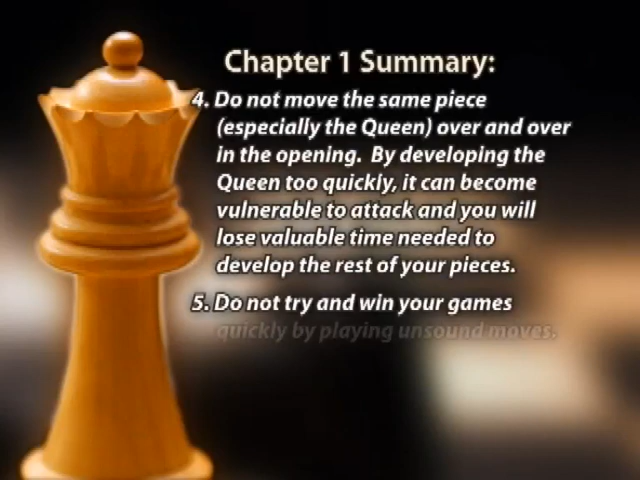 Chapter 1 Summary:
4. Do not move the same piece
(especially the Queen) over and over
in the opening. By developing the
Queen too quickly, it can become
vulnerable to attack and you will
lose valuable time needed to
develop the rest of your pieces.
5. Do not try and win your games
quickly by playing unsound moves.